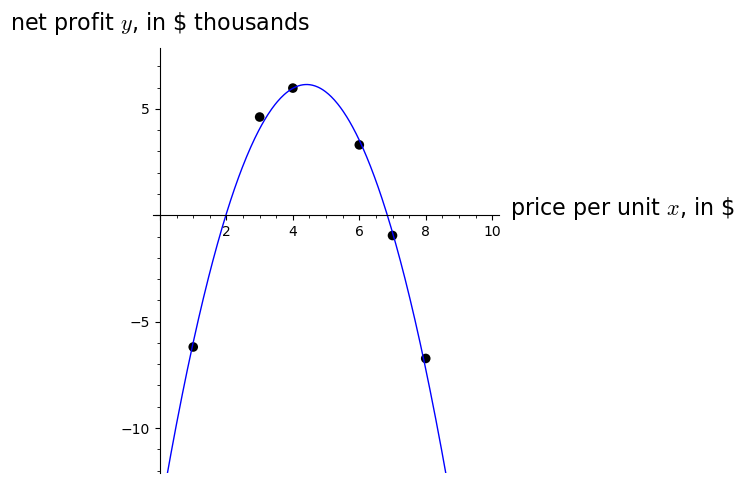 net profit y, in $ thousands
5
price per unit x, in $
2 4 6 8 10
−5
−10